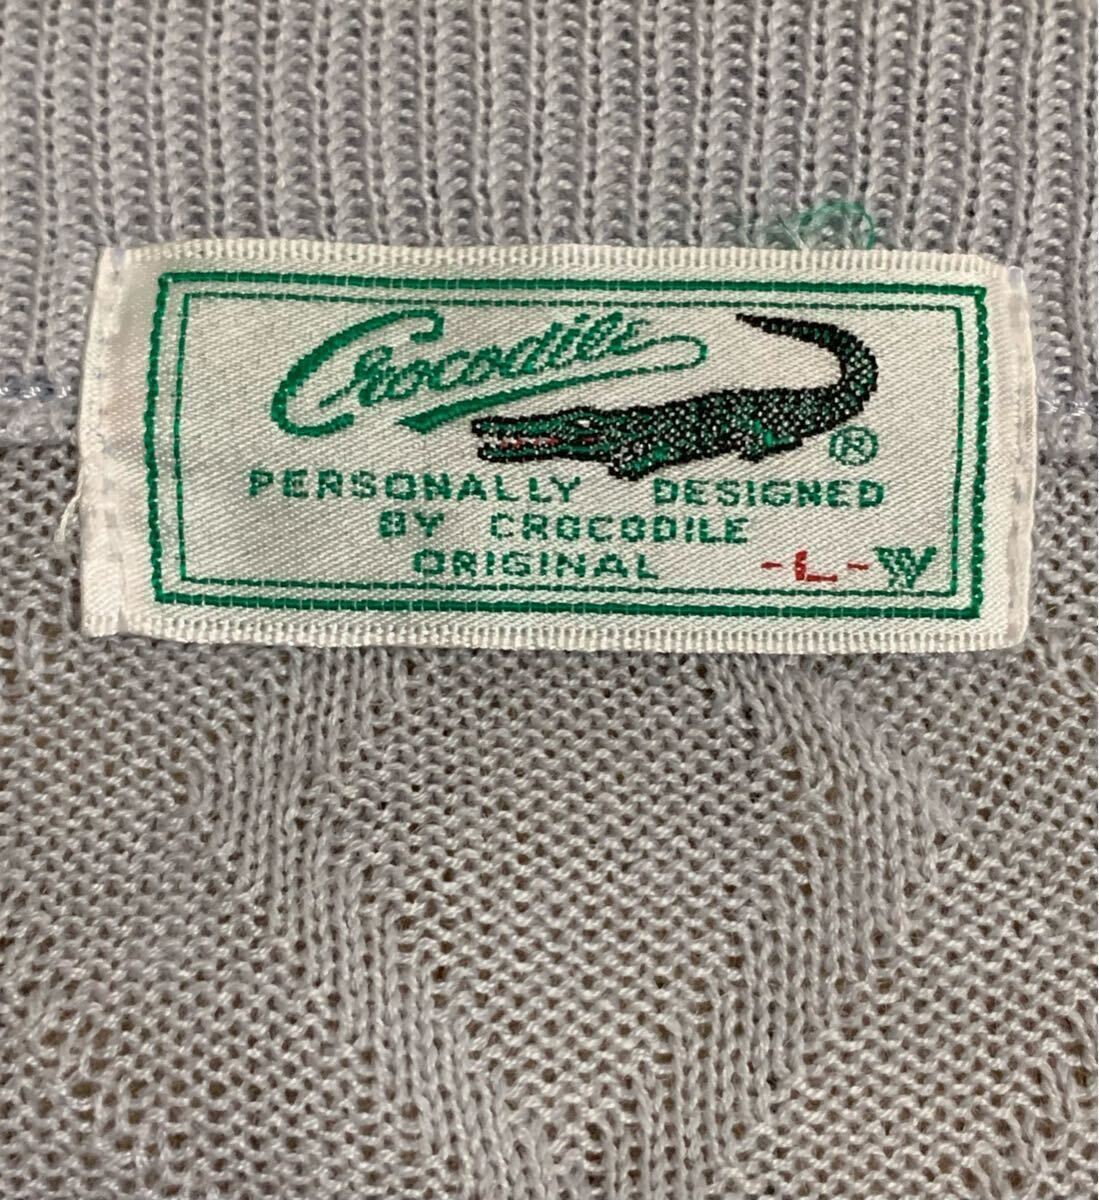 Crocodile
®
PERSONALLY DESIGNED
BY CROCODILE
ORIGINAL -L-